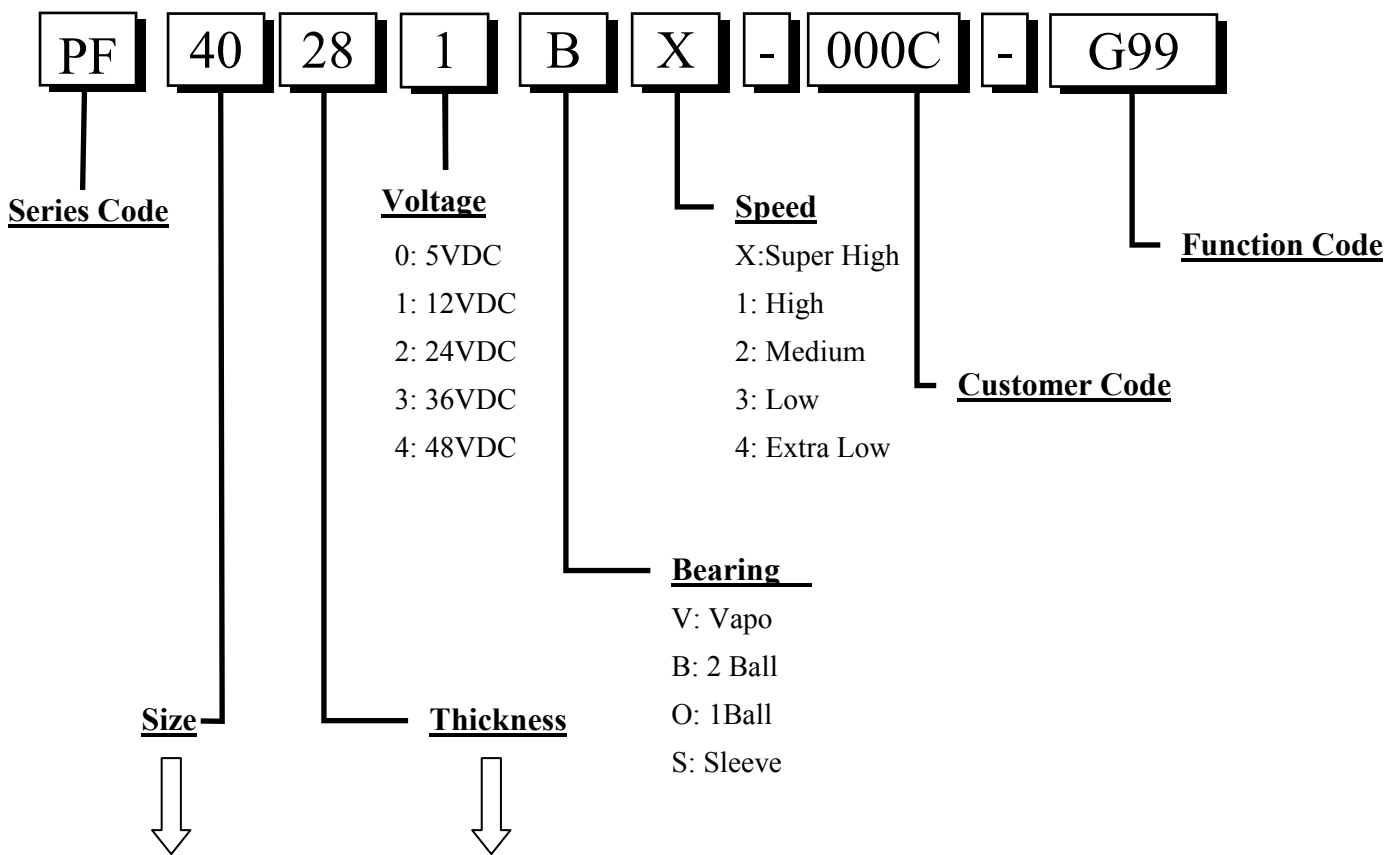 PF 40 28 1 B X - 000C - G99
Series Code
Voltage
0: 5VDC
1: 12VDC
2: 24VDC
3: 36VDC
4: 48VDC
Speed
X:Super High
1: High
2: Medium
3: Low
4: Extra Low
Function Code
Customer Code
Bearing
V: Vapo
B: 2 Ball
O: 1Ball
S: Sleeve
Size
Thickness